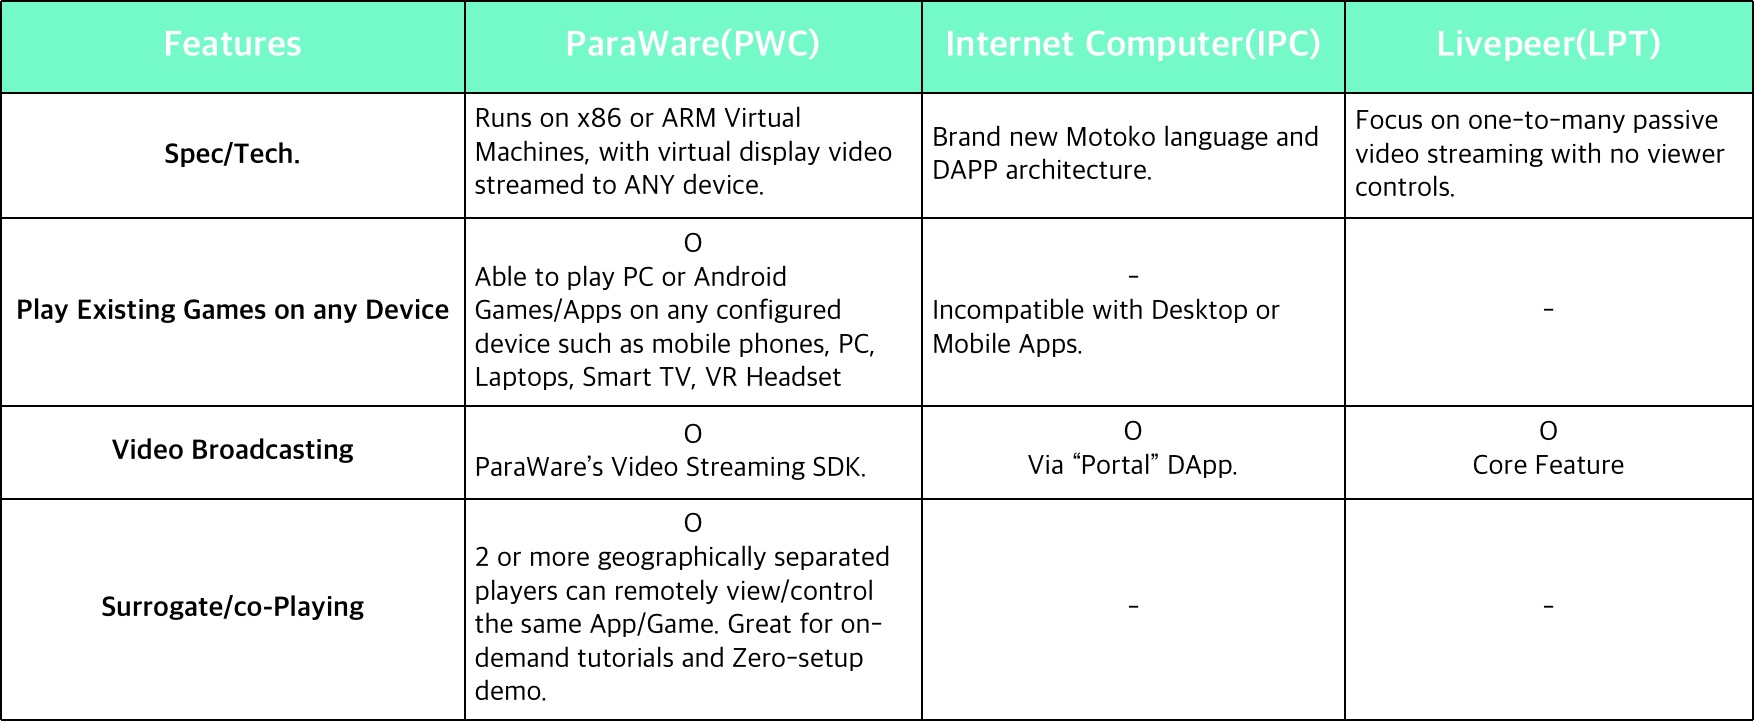 Features
ParaWare(PWC)
Internet Computer(IPC)
Livepeer(LPT)
Spec/Tech.
Runs on x86 or ARM Virtual
Machines, with virtual display video
streamed to ANY device.
Brand new Motoko language and
DAPP architecture.
Focus on one-to-many passive
video streaming with no viewer
controls.
Play Existing Games on any Device
O
Able to play PC or Android
Games/Apps on any configured
device such as mobile phones, PC,
Laptops, Smart TV, VR Headset
-
Incompatible with Desktop or
Mobile Apps.
-
Video Broadcasting
O
ParaWare's Video Streaming SDK.
O
Via “Portal” DApp.
O
Core Feature
Surrogate/co-Playing
O
2 or more geographically separated
players can remotely view/control
the same App/Game. Great for on-
demand tutorials and Zero-setup
demo.
-
-